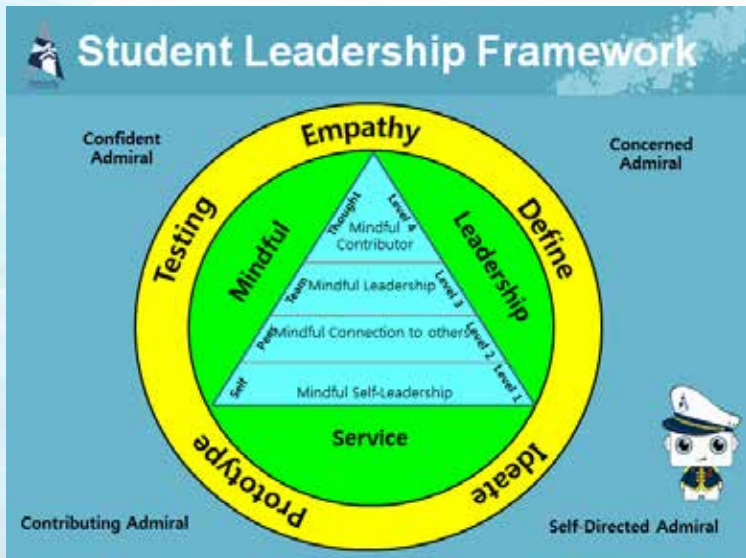 Student Leadership Framework
Confident
Admiral
Concerned
Admiral
Empathy
Define
Ideate
Prototype
Testing
Mindful
Leadership
Service
Thought
Level 4
Mindful
Contributor
Team
Mindful Leadership
Level 3
Peer
Mindful Connection to others
Level 2
Self
Mindful Self-Leadership
Level 1
Contributing Admiral
Self-Directed Admiral